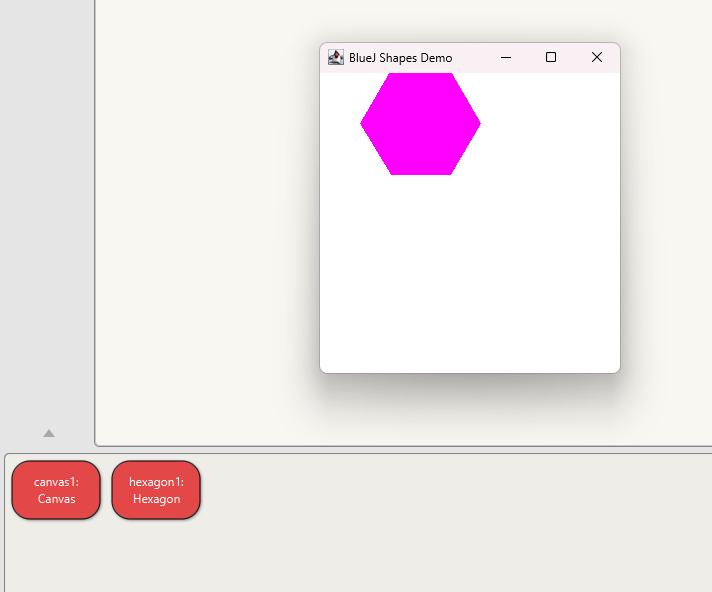 BlueJ Shapes Demo
canvas1:
Canvas
hexagon1:
Hexagon